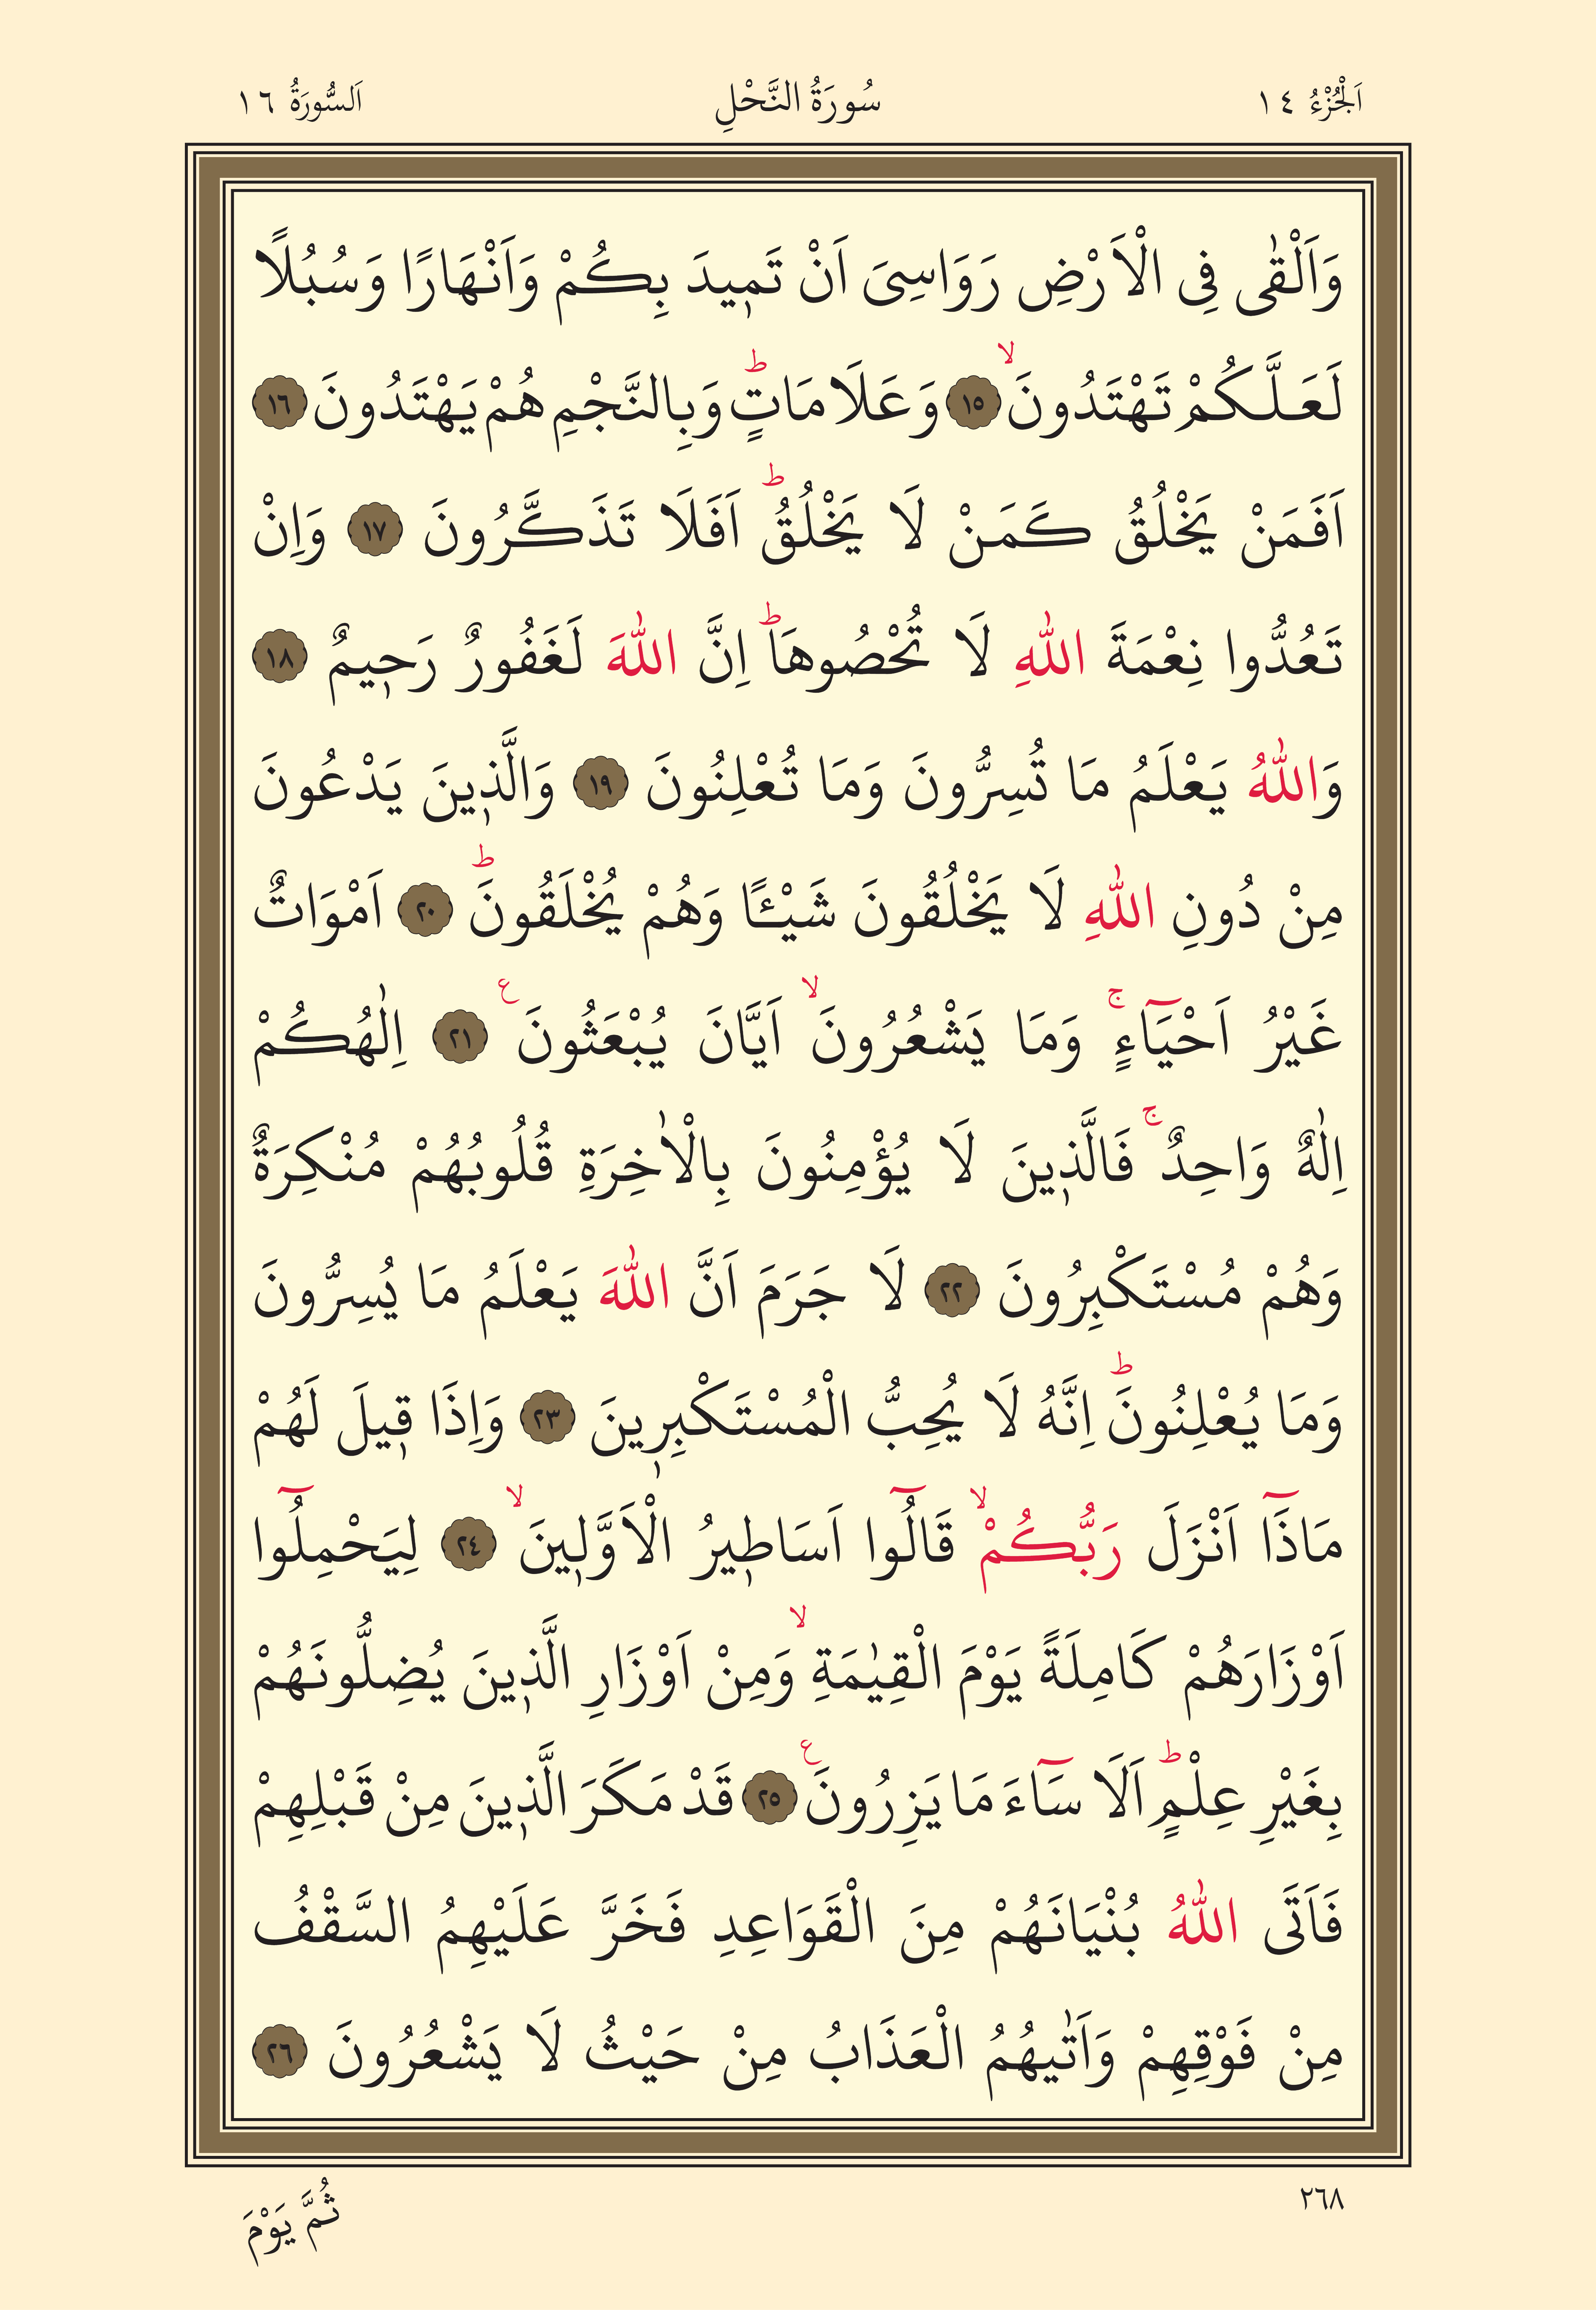 اَلْجُزْءُ ١٤ سُورَةُ النَّحْلِ اَلسُّورَةُ ١٦
وَاَلْقٰى فِى الْاَرْضِ رَوَاسِىَ اَنْ تَمٖيدَ بِكُمْ وَاَنْهَارًا وَسُبُلًا
لَعَلَّكُمْ تَهْتَدُونَۙ ١٥ وَعَلَامَاتٍؕ وَبِالنَّجْمِ هُمْ يَهْتَدُونَ ١٦
اَفَمَنْ يَخْلُقُ كَمَنْ لَا يَخْلُقُؕ اَفَلَا تَذَكَّرُونَ ١٧ وَاِنْ
تَعُدُّوا نِعْمَةَ اللّٰهِ لَا تُحْصُوهَاؕ اِنَّ اللّٰهَ لَغَفُورٌ رَحٖيمٌ ١٨
وَاللّٰهُ يَعْلَمُ مَا تُسِرُّونَ وَمَا تُعْلِنُونَ ١٩ وَالَّذٖينَ يَدْعُونَ
مِنْ دُونِ اللّٰهِ لَا يَخْلُقُونَ شَيْـًٔا وَهُمْ يُخْلَقُونَؕ ٢٠ اَمْوَاتٌ
غَيْرُ اَحْيَٓاءٍۚ وَمَا يَشْعُرُونَۙ اَيَّانَ يُبْعَثُونَ ع ٢١ اِلٰهُكُمْ
اِلٰهٌ وَاحِدٌۚ فَالَّذٖينَ لَا يُؤْمِنُونَ بِالْاٰخِرَةِ قُلُوبُهُمْ مُنْكِرَةٌ
وَهُمْ مُسْتَكْبِرُونَ ٢٢ لَا جَرَمَ اَنَّ اللّٰهَ يَعْلَمُ مَا يُسِرُّونَ
وَمَا يُعْلِنُونَؕ اِنَّهُ لَا يُحِبُّ الْمُسْتَكْبِرٖينَ ٢٣ وَاِذَا قٖيلَ لَهُمْ
مَاذَٓا اَنْزَلَ رَبُّكُمْۙ قَالُٓوا اَسَاطٖيرُ الْاَوَّلٖينَۙ ٢٤ لِيَحْمِلُٓوا
اَوْزَارَهُمْ كَامِلَةً يَوْمَ الْقِيٰمَةِۙ وَمِنْ اَوْزَارِ الَّذٖينَ يُضِلُّونَهُمْ
بِغَيْرِ عِلْمٍؕ اَلَا سَٓاءَ مَا يَزِرُونَ ع ٢٥ قَدْ مَكَرَ الَّذٖينَ مِنْ قَبْلِهِمْ
فَاَتَى اللّٰهُ بُنْيَانَهُمْ مِنَ الْقَوَاعِدِ فَخَرَّ عَلَيْهِمُ السَّقْفُ
مِنْ فَوْقِهِمْ وَاَتٰيهُمُ الْعَذَابُ مِنْ حَيْثُ لَا يَشْعُرُونَ ٢٦
٢٦٨
ثُمَّ يَوْمَ